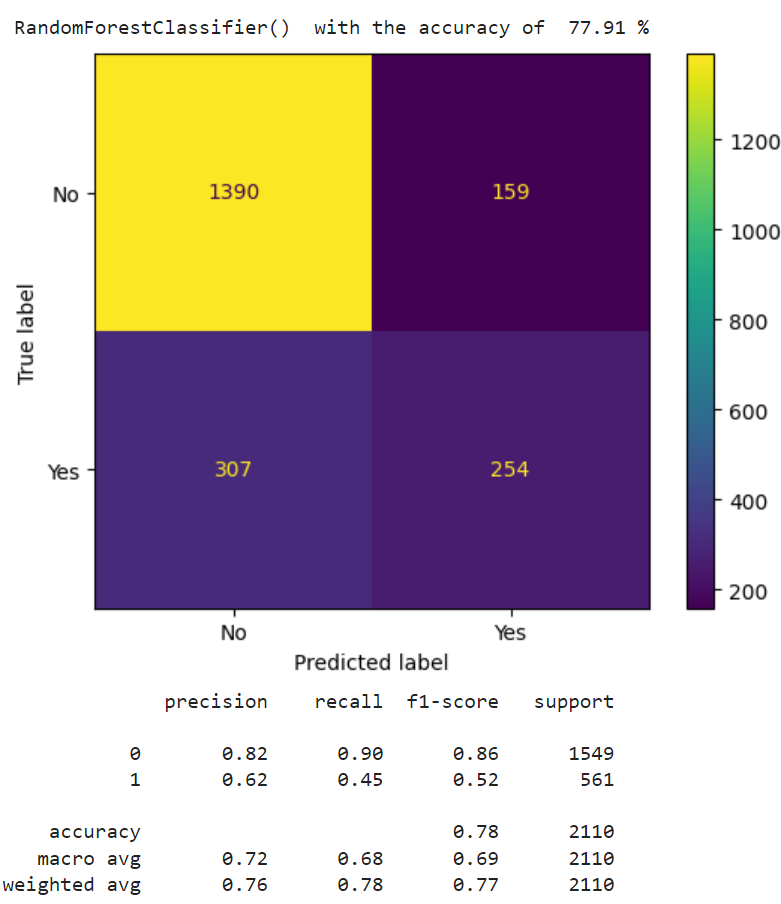 RandomForestClassifier()  with the accuracy of  77.91 %
1200
No 1390 159
1000
True label
800
600
Yes 307 254
400
200
No Yes
Predicted label
precision recall f1-score support
0 0.82 0.90 0.86 1549
1 0.62 0.45 0.52 561
accuracy 0.78 2110
macro avg 0.72 0.68 0.69 2110
weighted avg 0.76 0.78 0.77 2110